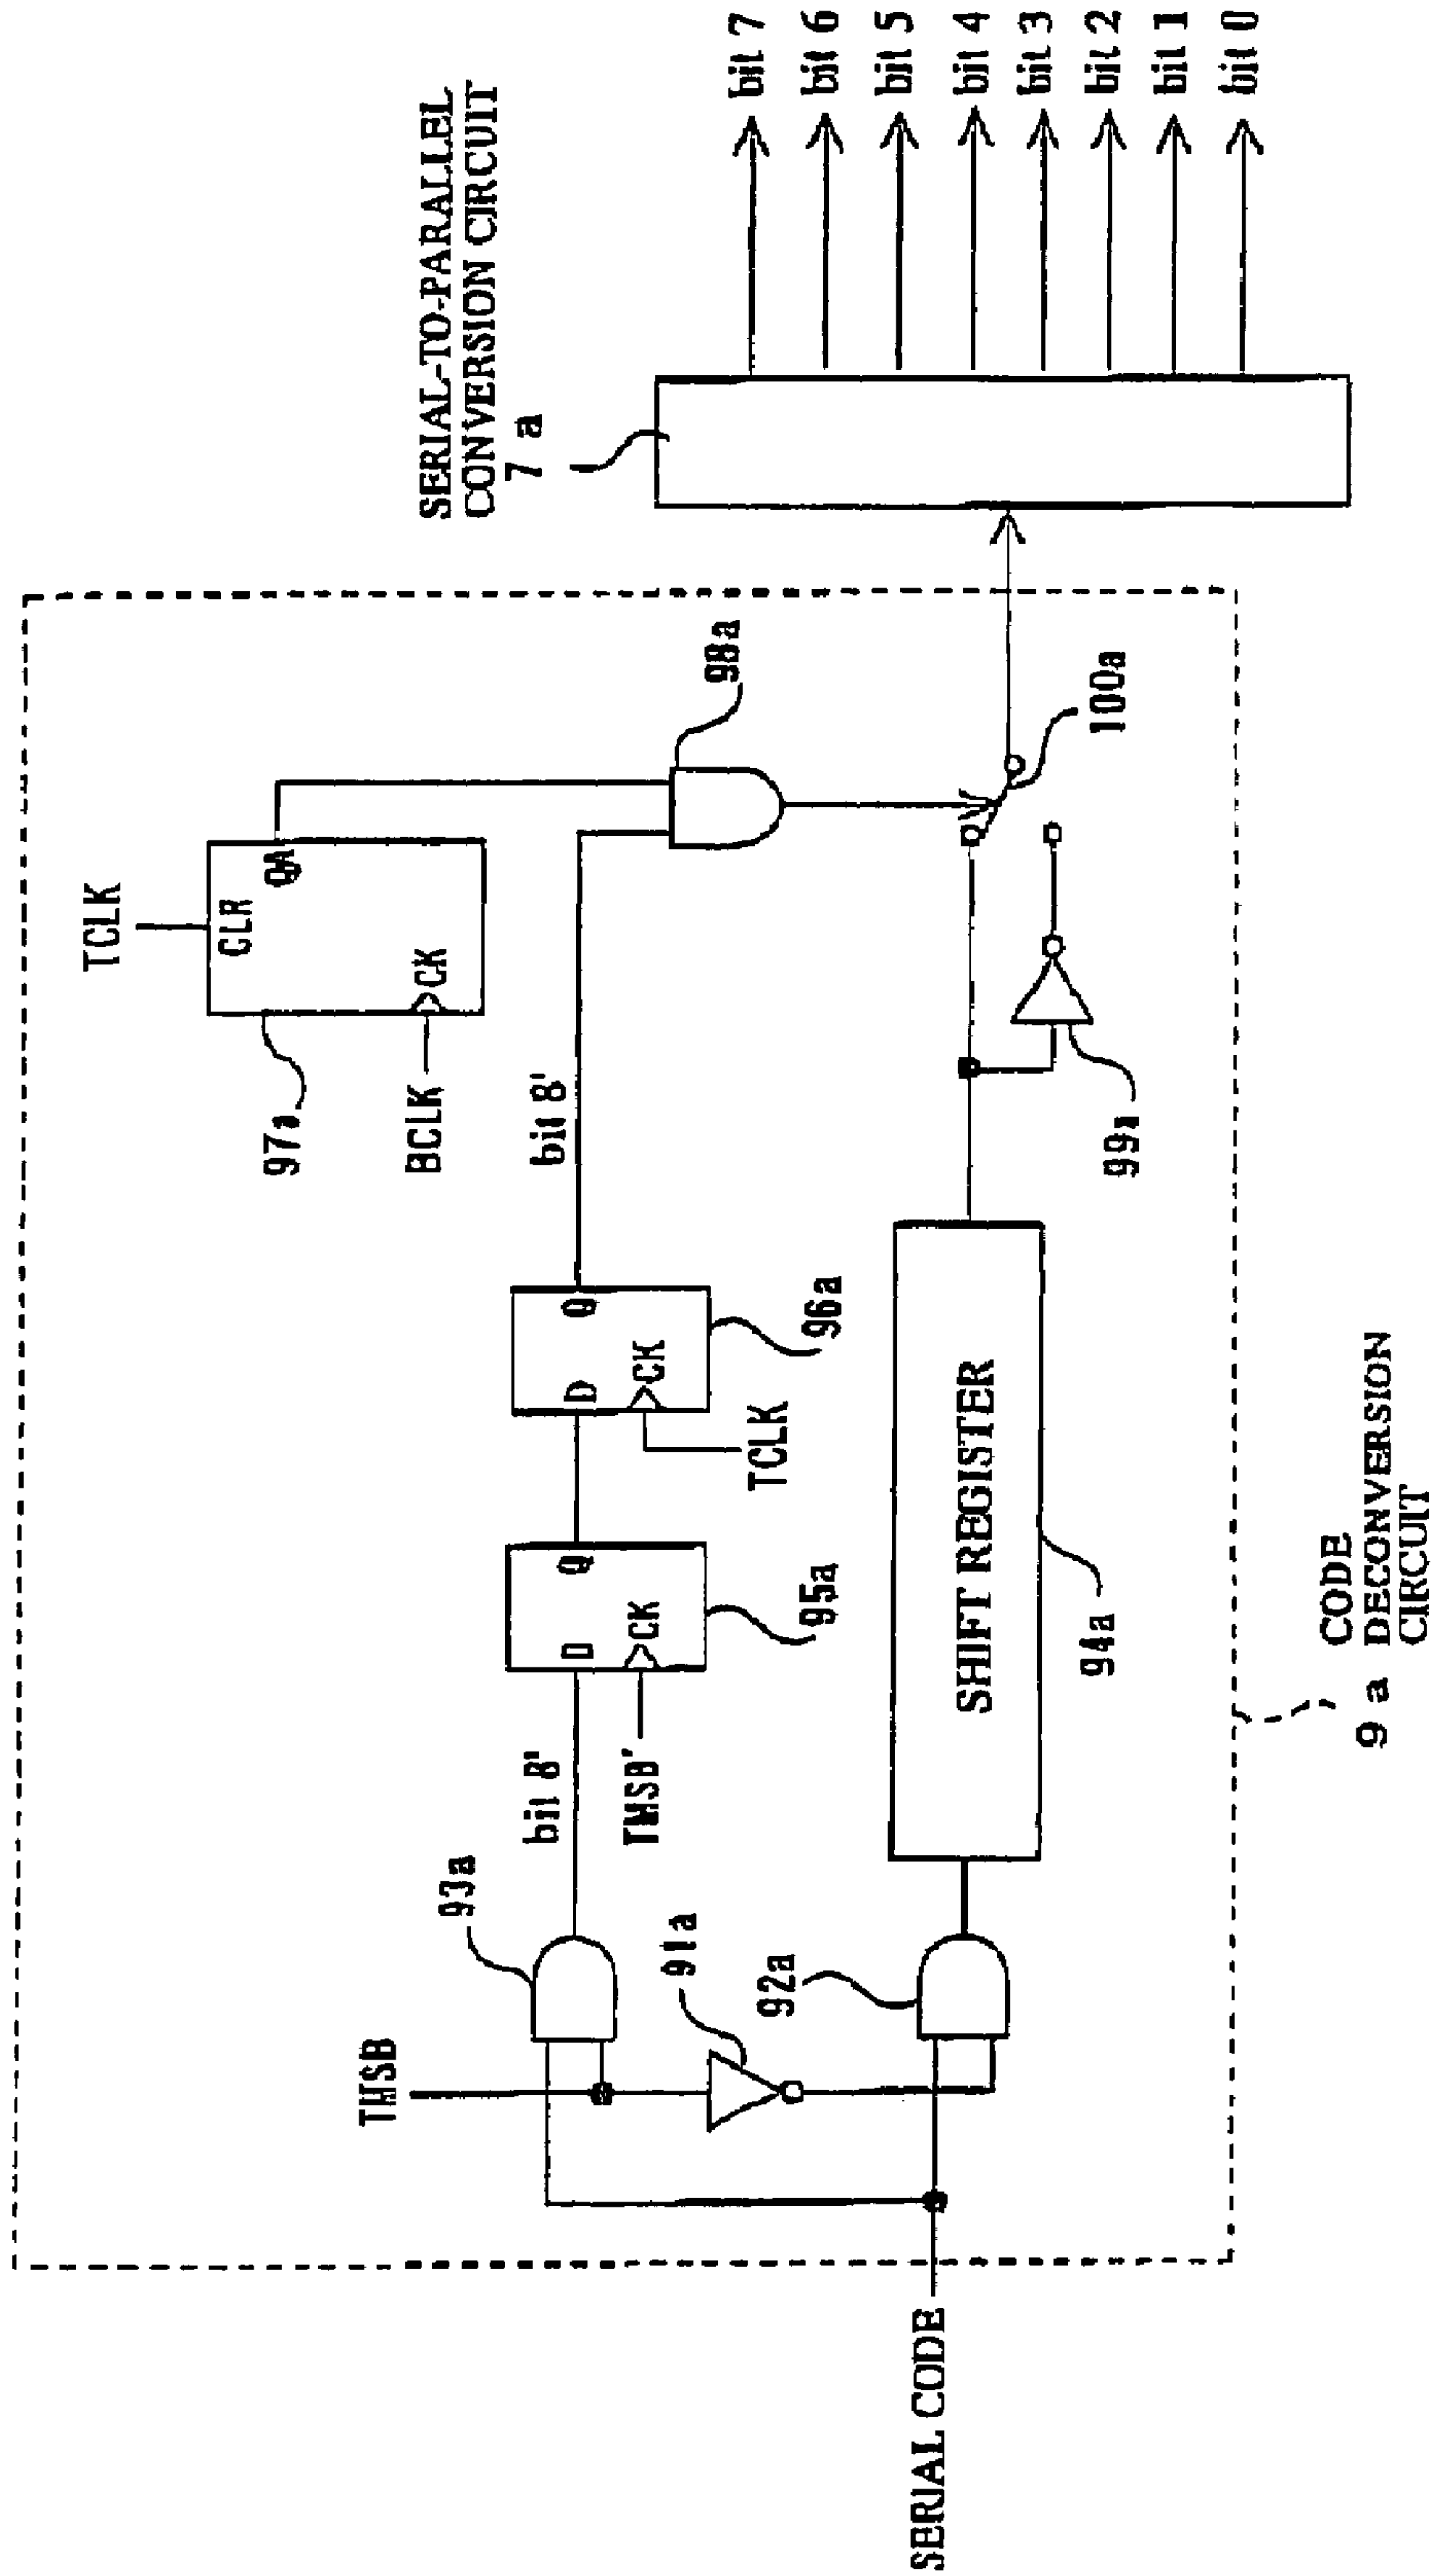 SERIAL-TO-PARALLEL
CONVERSION CIRCUIT
7 a
TCLK
CLR
QA
CK
BCLK
97a
98a
bit 7
bit 6
bit 5
bit 4
bit 3
bit 2
bit 1
bit 0
TMSB
93a
bit 8'
D
Q
CK
TMSB'
95a
D
Q
CK
TCLK
96a
bit 8'
91a
92a
SHIFT REGISTER
94a
99a
100a
SERIAL CODE
CODE
9 a DECONVERSION
CIRCUIT